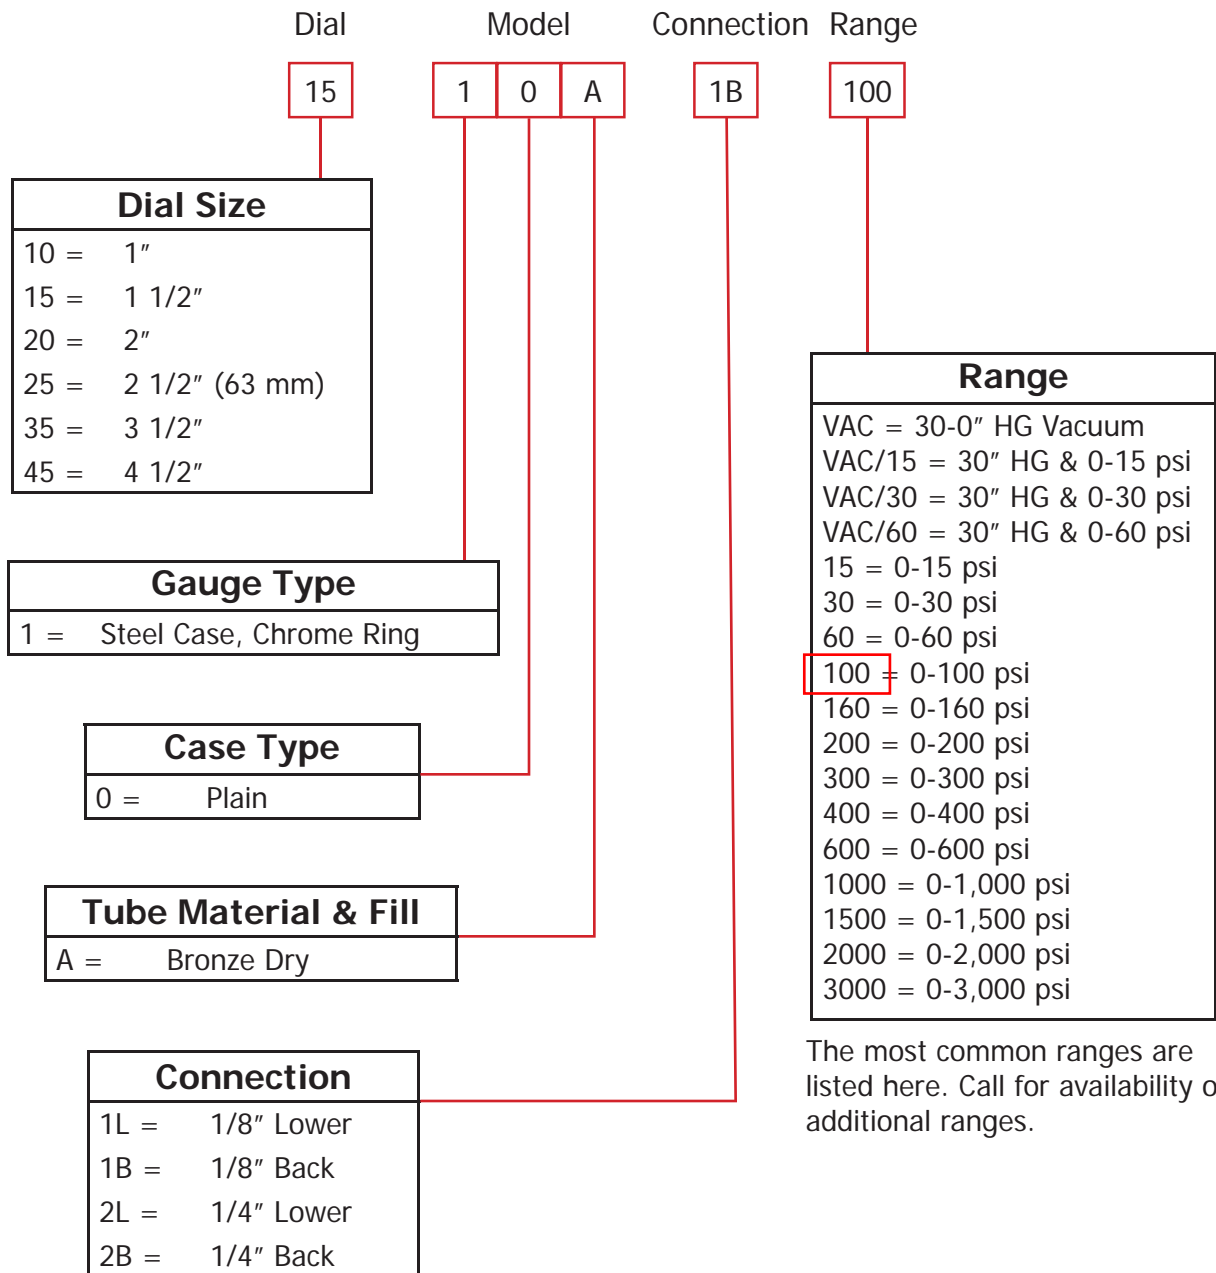 Dial Model Connection Range
15 1 0 A 1B 100
Dial Size
10 = 1″
15 = 1 1/2″
20 = 2″
25 = 2 1/2″ (63 mm)
35 = 3 1/2″
45 = 4 1/2″
Gauge Type
1 = Steel Case, Chrome Ring
Case Type
0 = Plain
Tube Material & Fill
A = Bronze Dry
Connection
1L = 1/8″ Lower
1B = 1/8″ Back
2L = 1/4″ Lower
2B = 1/4″ Back
Range
VAC = 30-0″ HG Vacuum
VAC/15 = 30″ HG & 0-15 psi
VAC/30 = 30″ HG & 0-30 psi
VAC/60 = 30″ HG & 0-60 psi
15 = 0-15 psi
30 = 0-30 psi
60 = 0-60 psi
100 = 0-100 psi
160 = 0-160 psi
200 = 0-200 psi
300 = 0-300 psi
400 = 0-400 psi
600 = 0-600 psi
1000 = 0-1,000 psi
1500 = 0-1,500 psi
2000 = 0-2,000 psi
3000 = 0-3,000 psi
The most common ranges are
listed here. Call for availability
additional ranges.